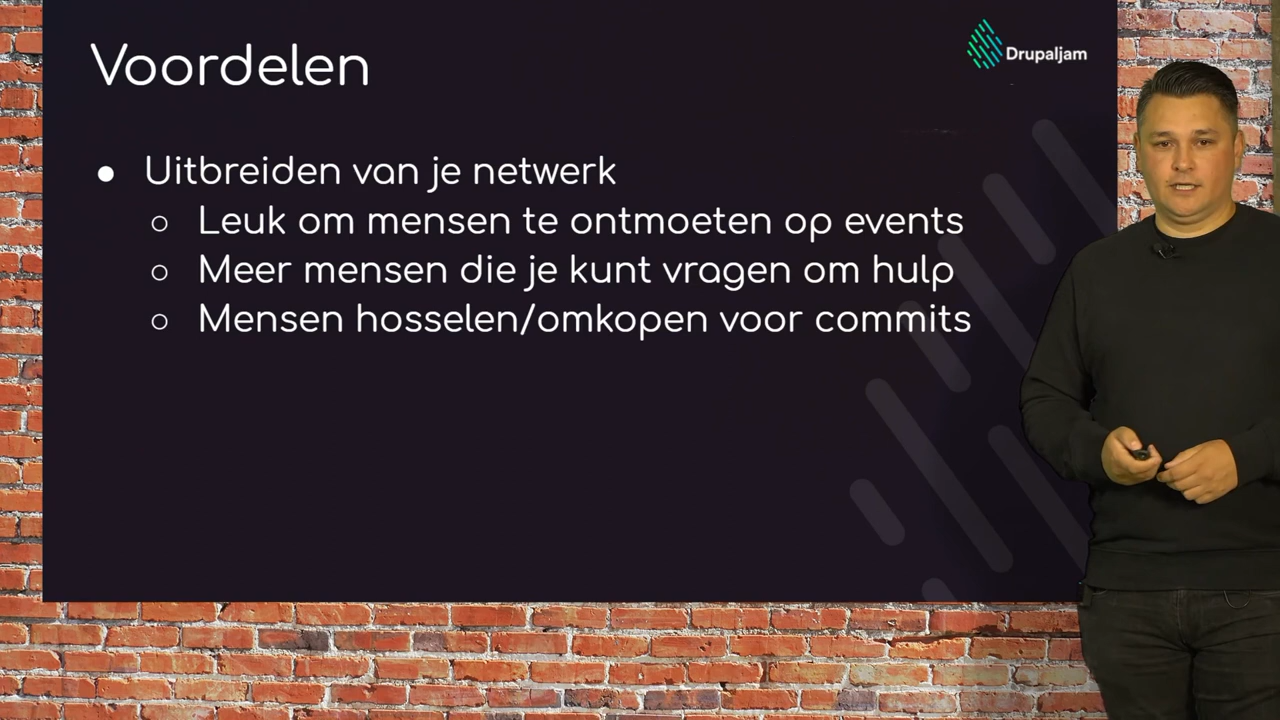 Voordelen
Drupaljam
● Uitbreiden van je netwerk
○ Leuk om mensen te ontmoeten op events
○ Meer mensen die je kunt vragen om hulp
○ Mensen hosselen/omkopen voor commits